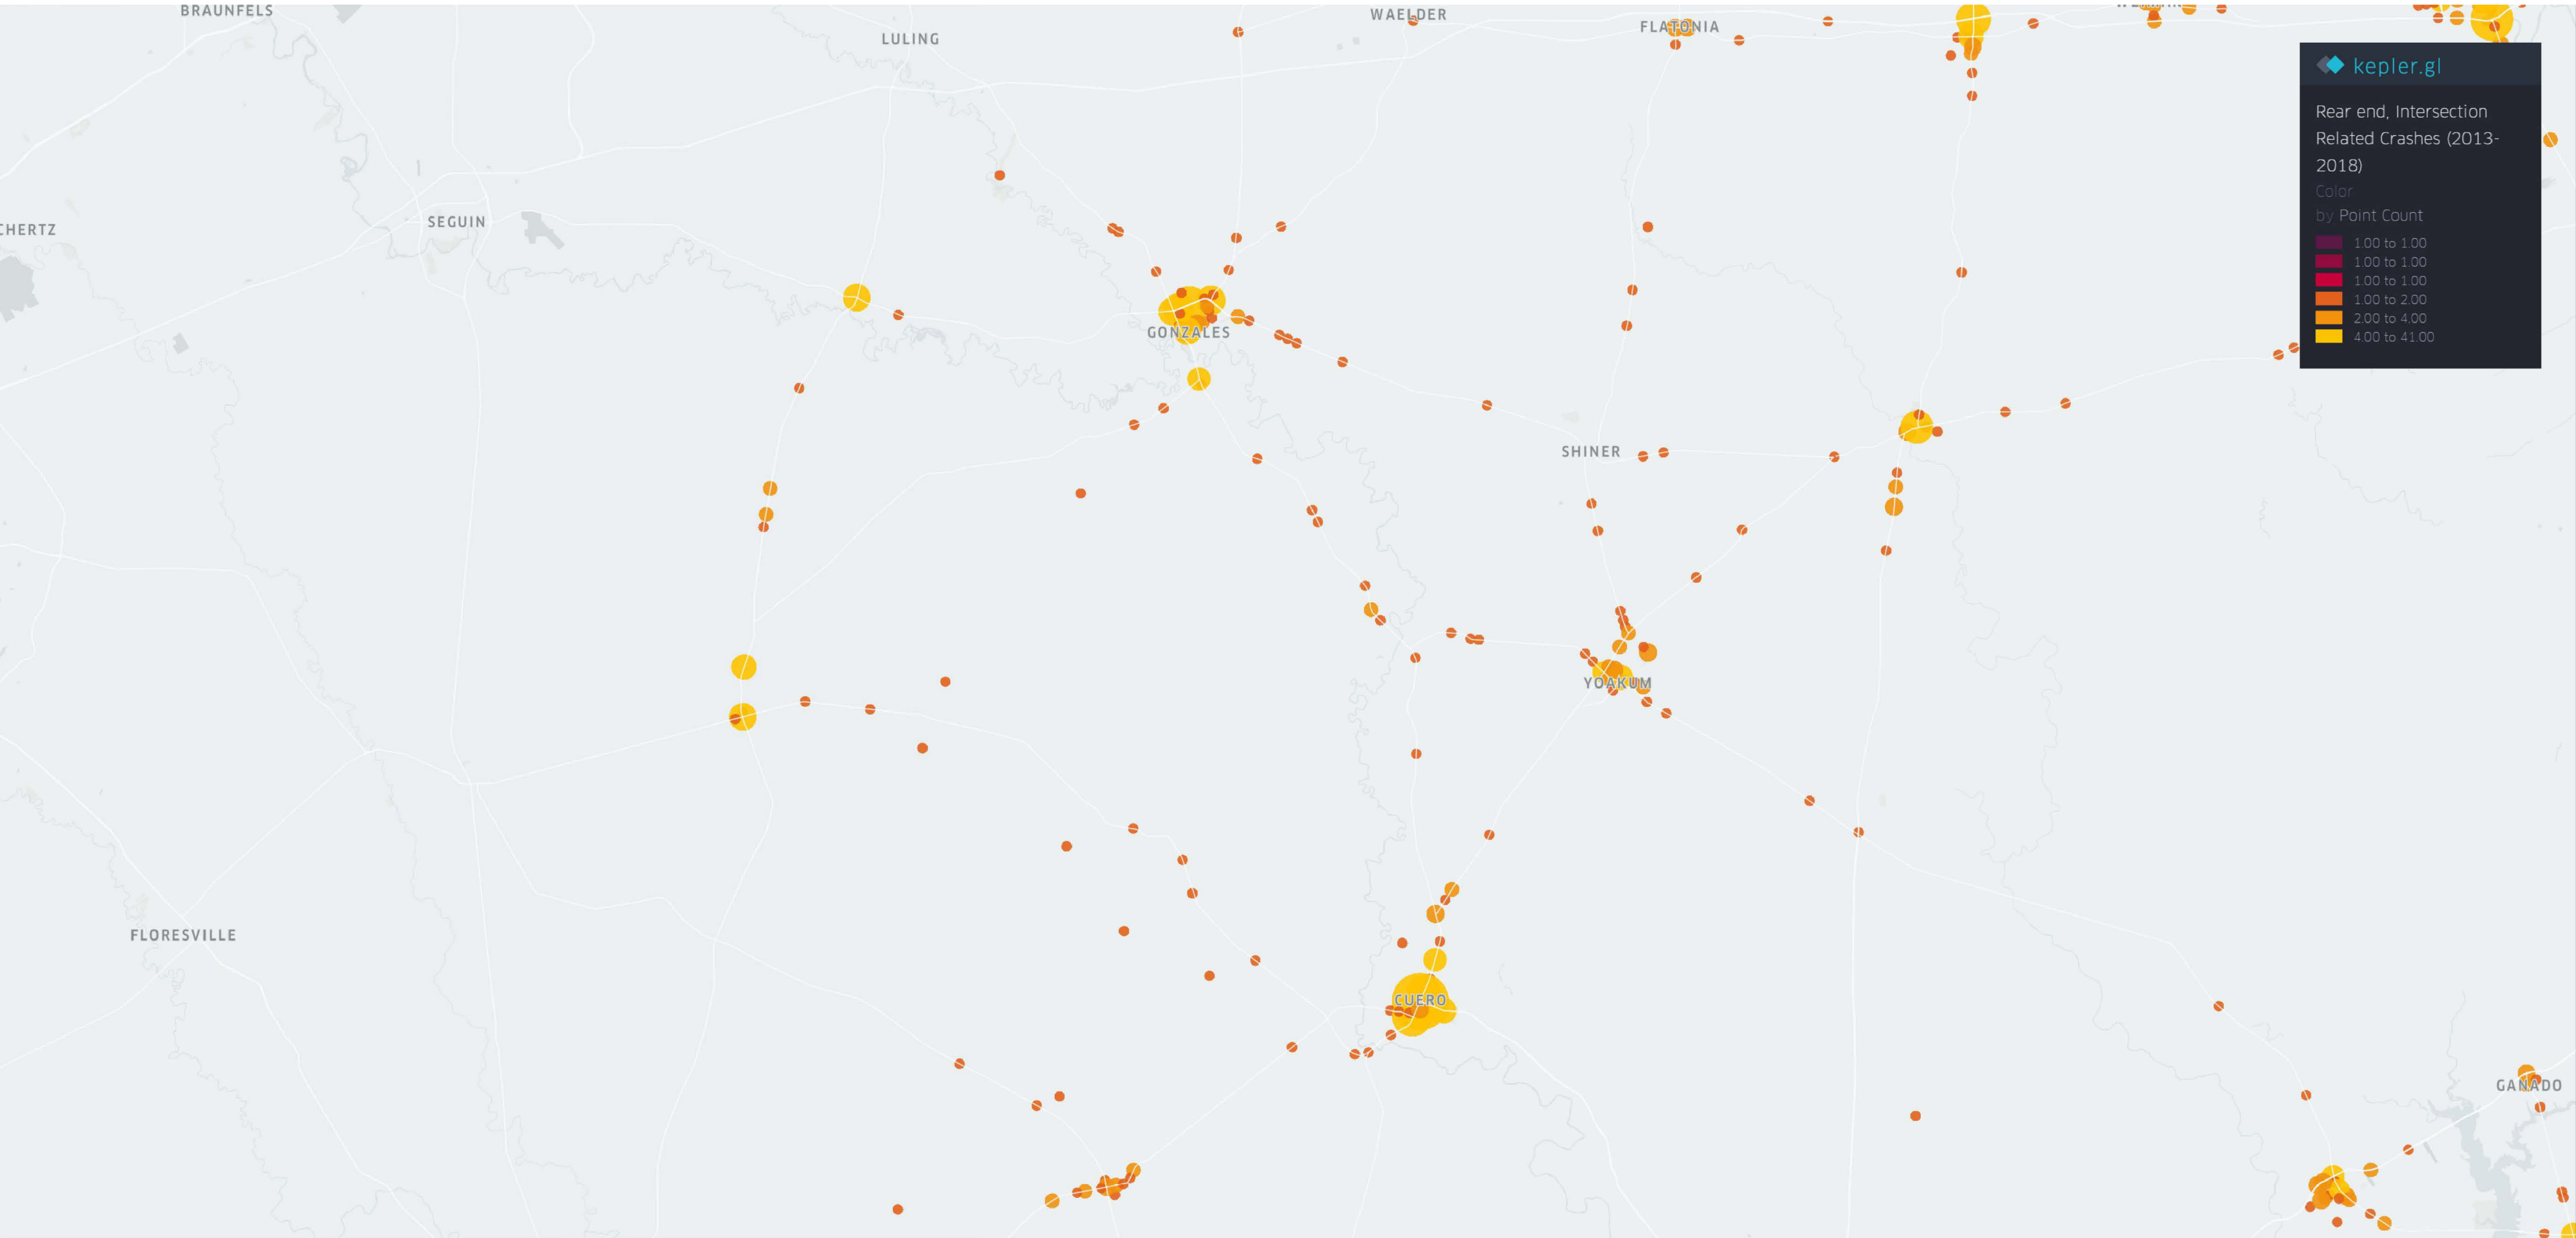 BRAUNFELS
WAELDER
FLATONIA
LULING
kepler.gl
Rear end, Intersection
Related Crashes (2013-
2018)
Color
by Point Count
1.00 to 1.00
1.00 to 1.00
1.00 to 1.00
1.00 to 2.00
2.00 to 4.00
4.00 to 41.00
SEGUIN
CHERTZ
GONZALES
SHINER
YOAKUM
FLORESVILLE
CUERO
GANADO